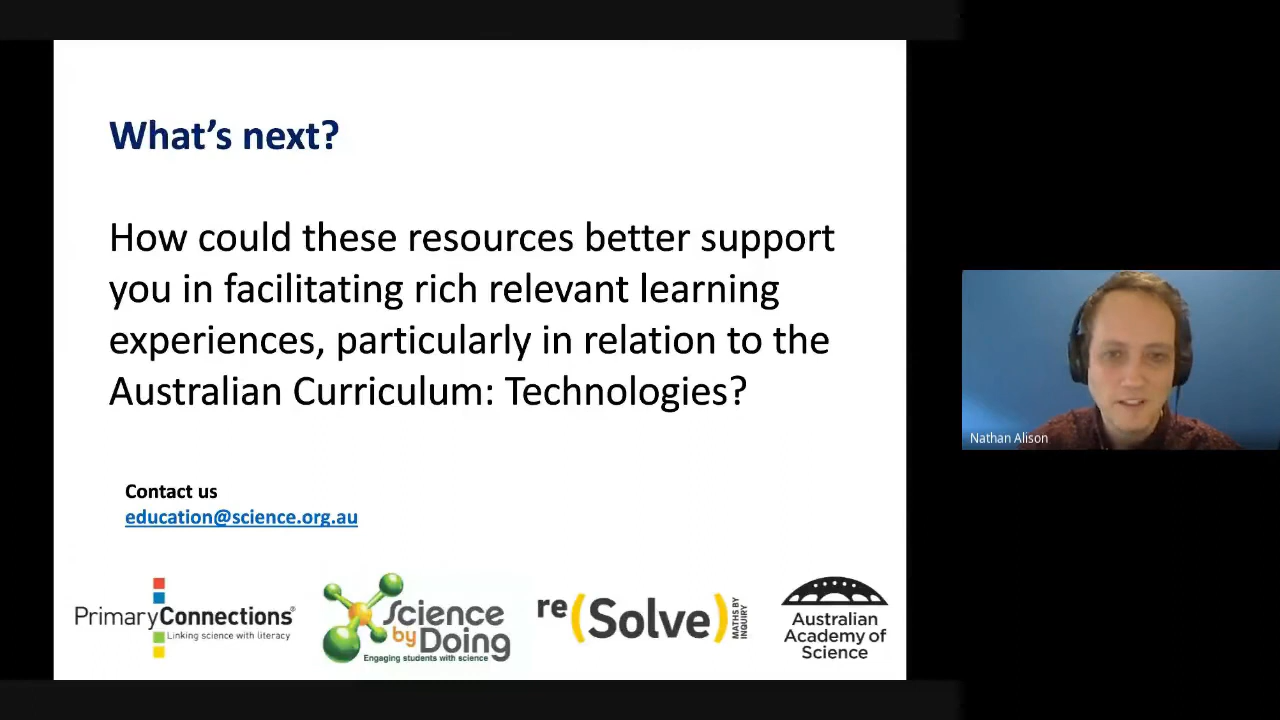 What's next?
How could these resources better support
you in facilitating rich relevant learning
experiences, particularly in relation to the
Australian Curriculum: Technologies?
Contact us
education@science.org.au
PrimaryConnections®
Linking science with literacy
Science
by Doing
Engaging students with science
re(Solve)
MATHS BY
INQUIRY
Australian
Academy of
Science
Nathan Alison